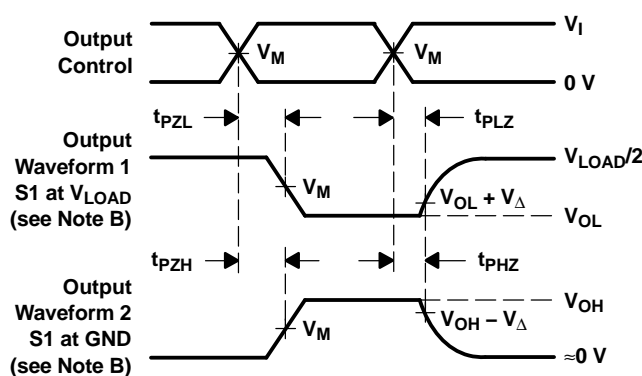 Output
Control
V_M
V_M
V_I
0 V
t_PZL
t_PLZ
Output
Waveform 1
S1 at V_LOAD
(see Note B)
V_M
V_LOAD/2
V_OL + V_Δ
V_OL
t_PZH
t_PHZ
Output
Waveform 2
S1 at GND
(see Note B)
V_M
V_OH
V_OH − V_Δ
≈0 V